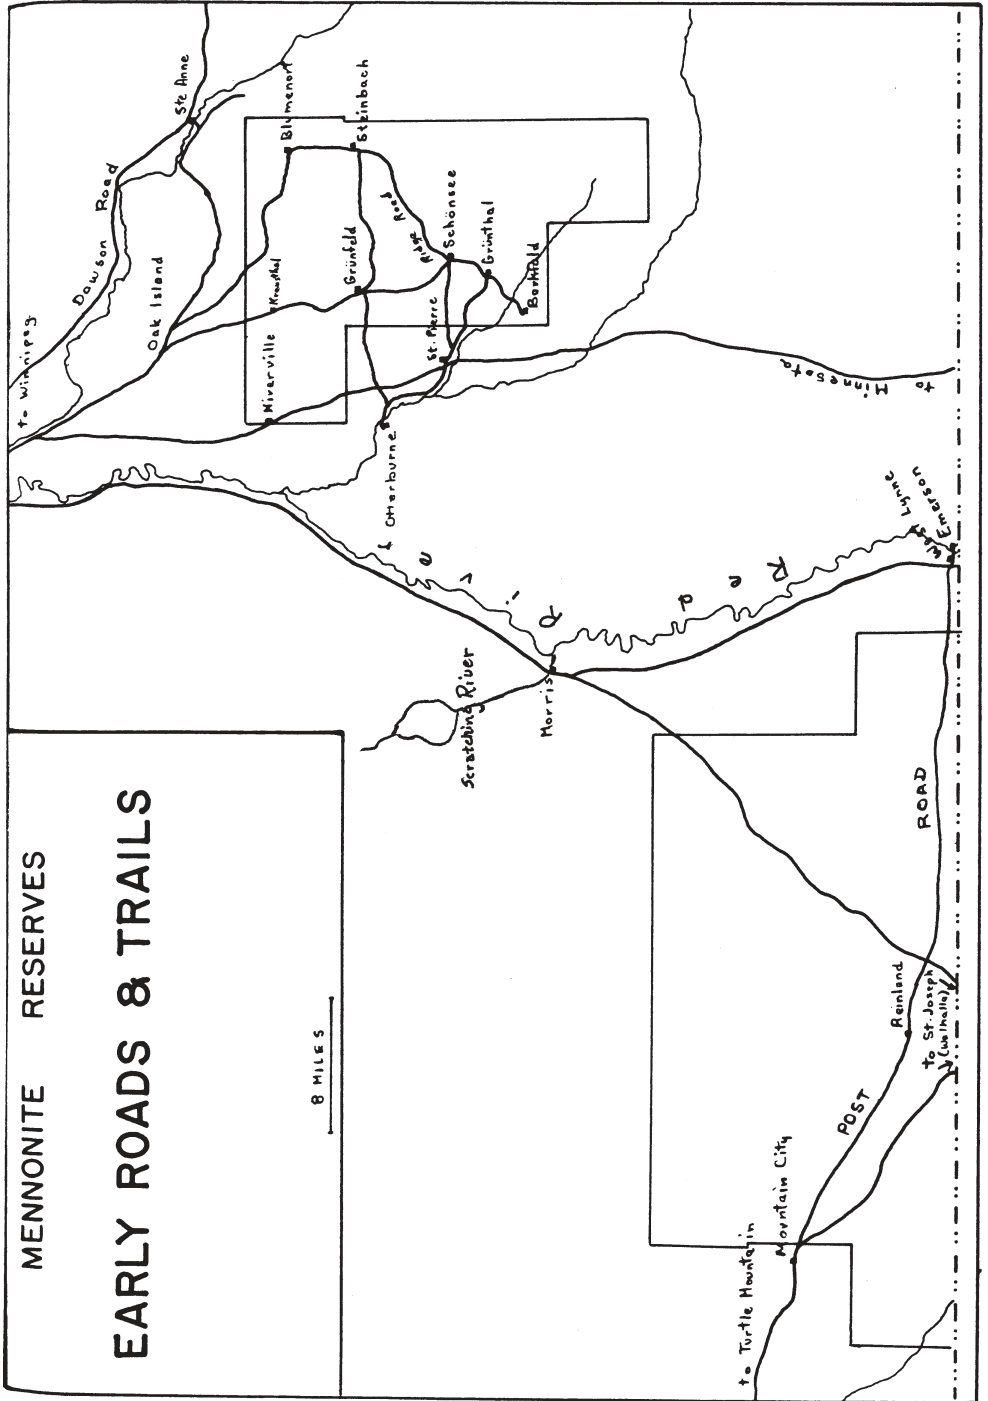 MENNONITE RESERVES
EARLY ROADS & TRAILS
8 MILES
to Winnipeg
Dawson Road
Ste Anne
Oak Island
Blumenort
Steinbach
Kronsthal
Grünfeld
Ridge Road
Schönsee
Grünthal
Niverville
St. Pierre
Otterburne
to Minnesota
Red River
Scratching River
Morris
West Lynne
Emerson
ROAD
Reinland
to St. Joseph
(Walhalla)
POST
Mountain City
to Turtle Mountain